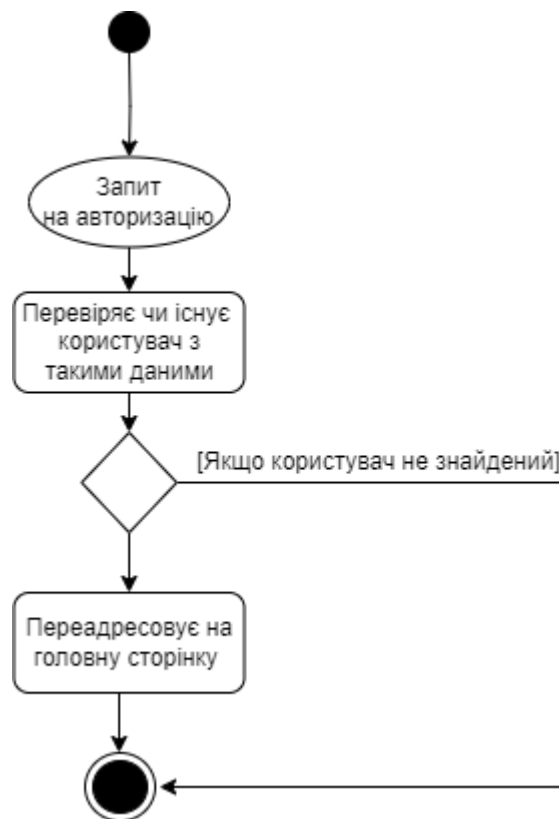 Запит
на авторизацію
Перевіряє чи існує
користувач з
такими даними
[Якщо користувач не знайдений]
Переадресовує на
головну сторінку